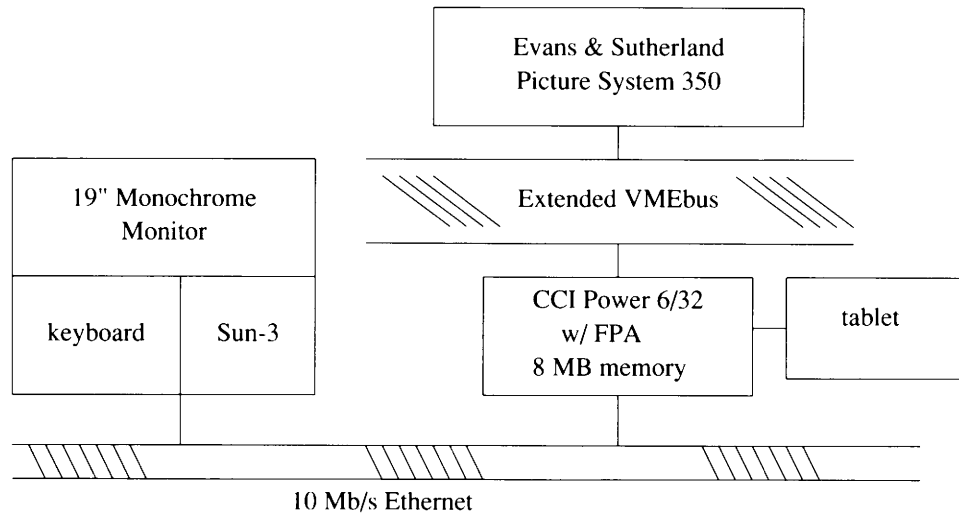 Evans & Sutherland
Picture System 350
19" Monochrome
Monitor
Extended VMEbus
keyboard
Sun-3
CCI Power 6/32
w/ FPA
8 MB memory
tablet
10 Mb/s Ethernet